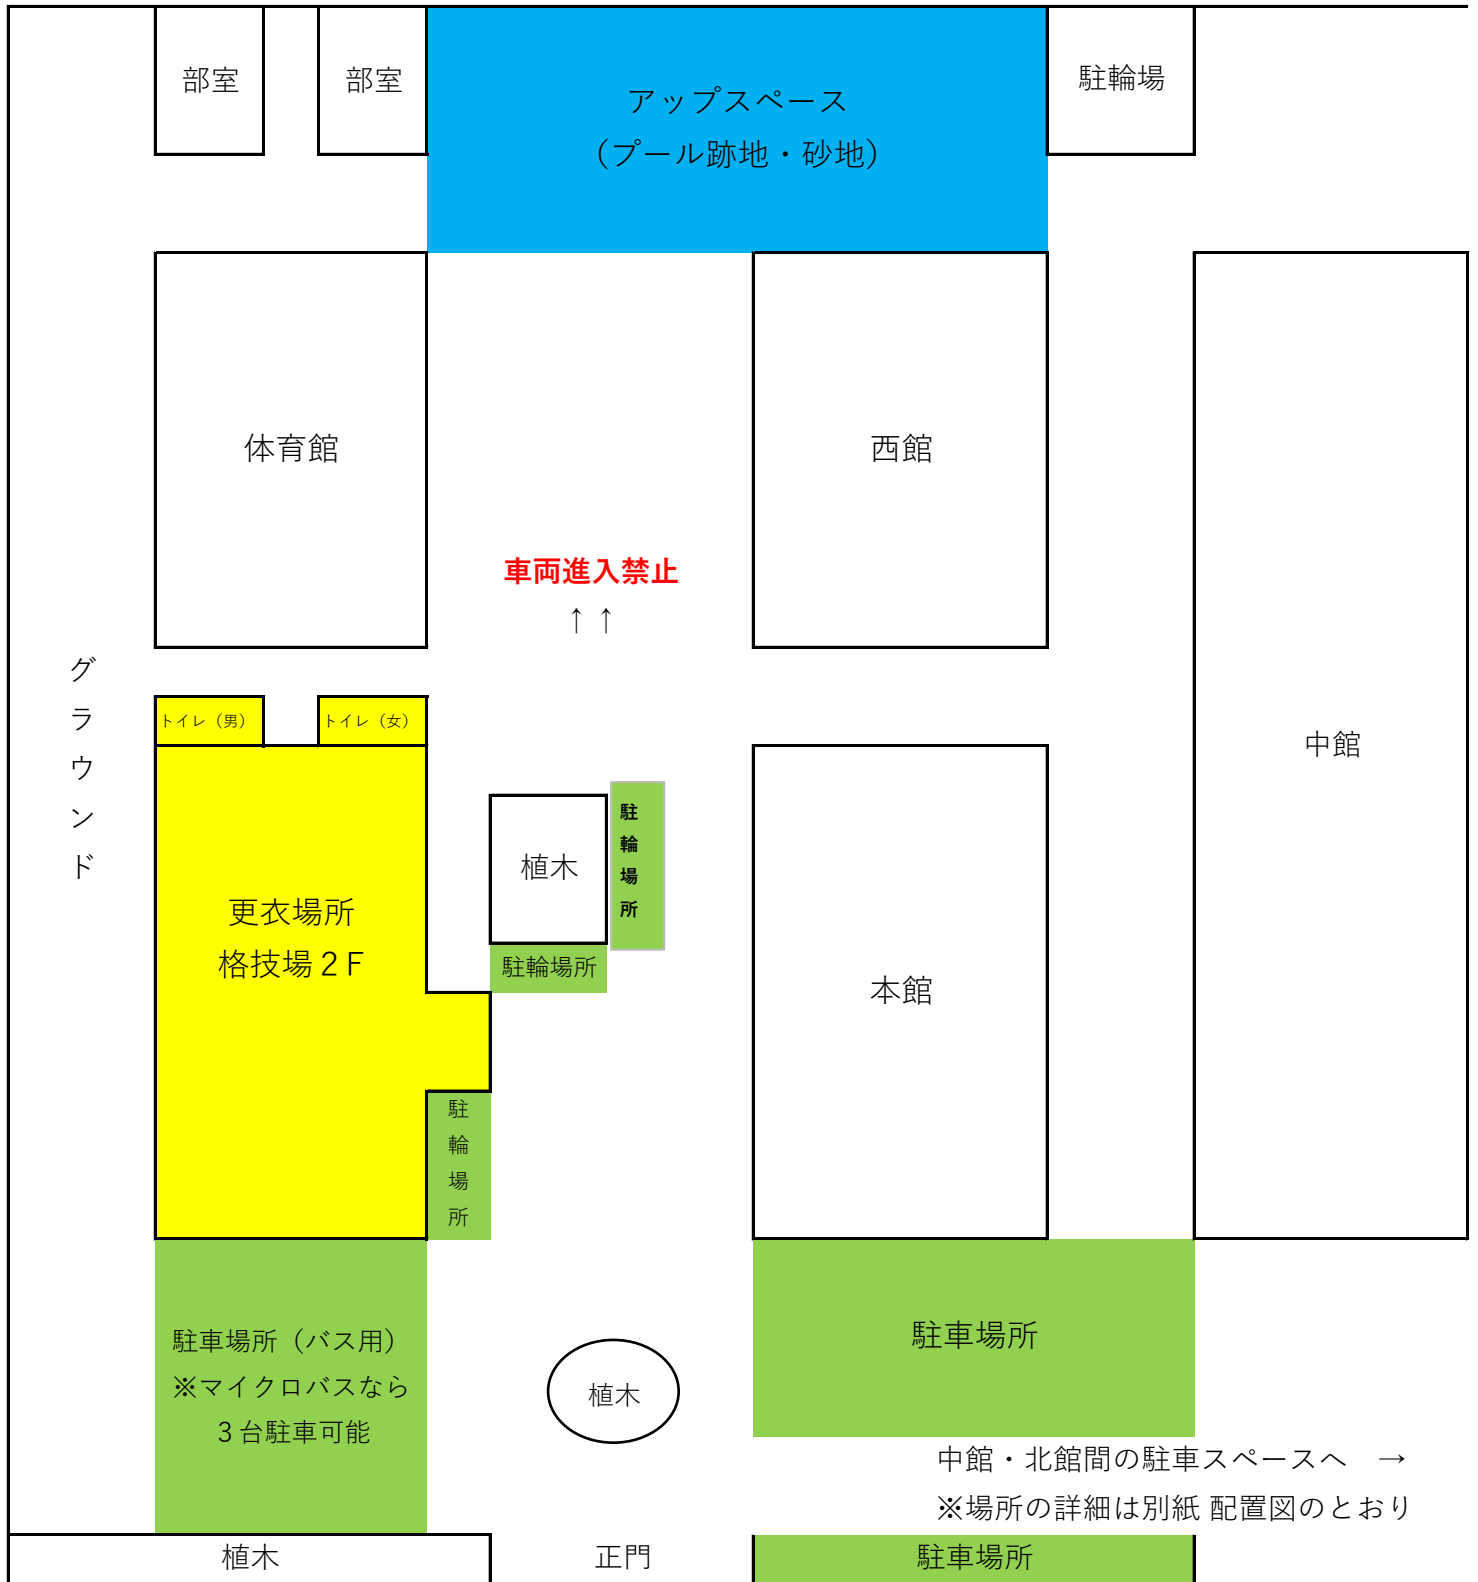 部室
部室
アップスペース
（プール跡地・砂地）
駐輪場
体育館
西館
車両進入禁止
↑ ↑
グラウンド
トイレ（男）
トイレ（女）
中館
植木
駐輪場所
更衣場所
格技場２Ｆ
駐輪場所
本館
駐輪場所
駐車場所（バス用）
※マイクロバスなら
３台駐車可能
植木
駐車場所
中館・北館間の駐車スペースへ　→
※場所の詳細は別紙 配置図のとおり
植木
正門
駐車場所